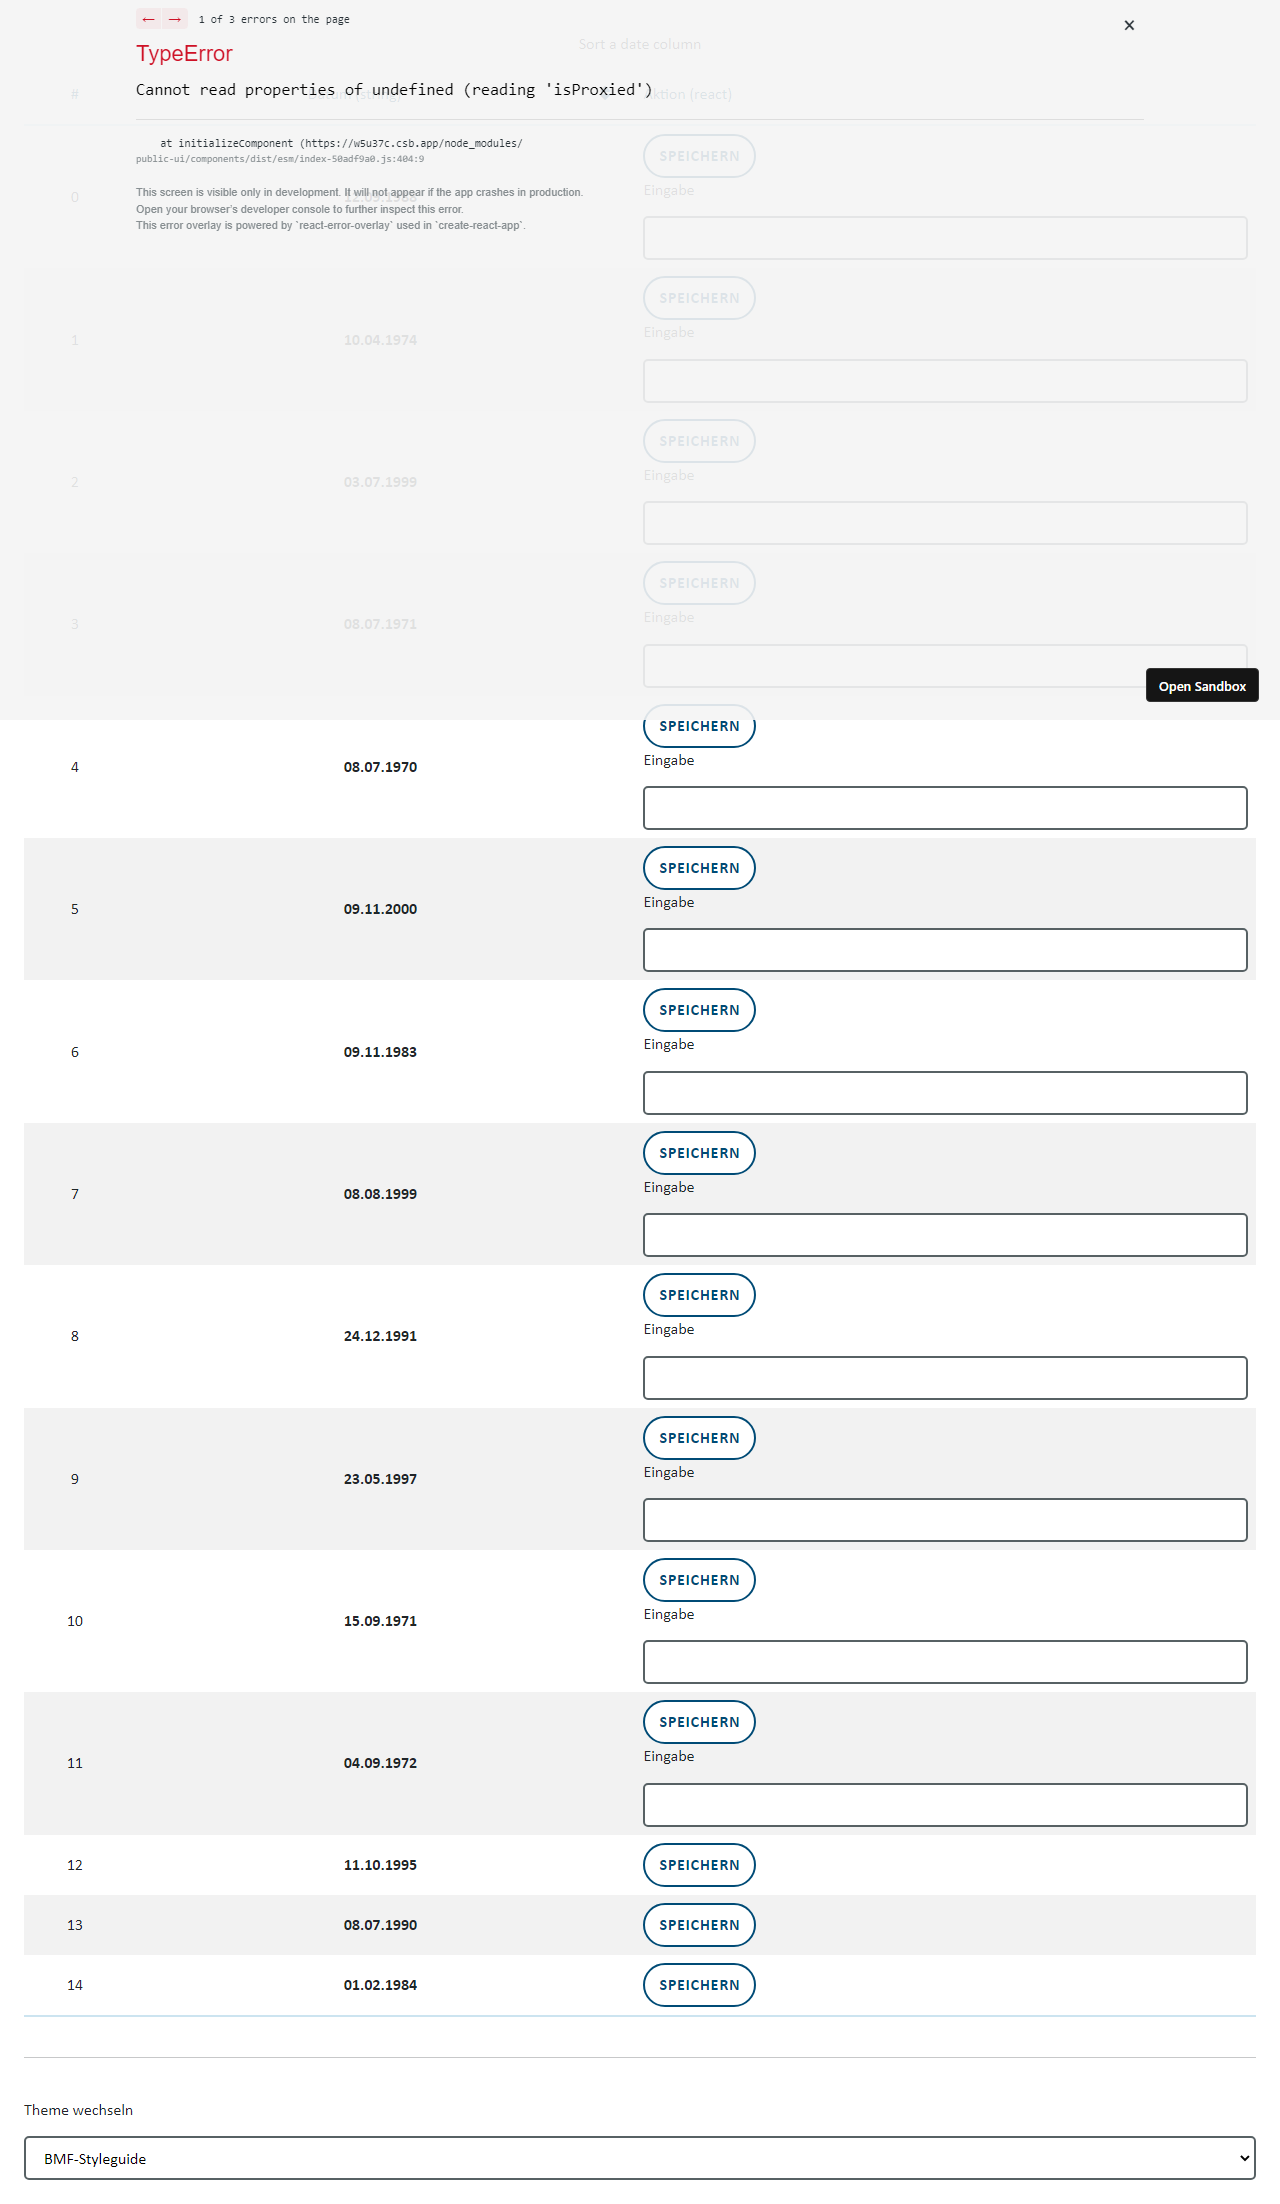 ← → 1 of 3 errors on the page ×
Sort a date column
TypeError
Cannot read properties of undefined (reading 'isProxied')
# Aktion (react)
at initializeComponent (https://w5u37c.csb.app/node_modules/
public-ui/components/dist/esm/index-50adf9a0.js:404:9
This screen is visible only in development. It will not appear if the app crashes in production.
Open your browser's developer console to further inspect this error.
This error overlay is powered by `react-error-overlay` used in `create-react-app`.
SPEICHERN
0 12.09.1988 Eingabe
SPEICHERN
Eingabe
1 10.04.1974
SPEICHERN
Eingabe
2 03.07.1999
SPEICHERN
Eingabe
3 08.07.1971
Open Sandbox
SPEICHERN
Eingabe
4 08.07.1970
SPEICHERN
Eingabe
5 09.11.2000
SPEICHERN
Eingabe
6 09.11.1983
SPEICHERN
Eingabe
7 08.08.1999
SPEICHERN
Eingabe
8 24.12.1991
SPEICHERN
Eingabe
9 23.05.1997
SPEICHERN
Eingabe
10 15.09.1971
SPEICHERN
Eingabe
11 04.09.1972
12 11.10.1995 SPEICHERN
13 08.07.1990 SPEICHERN
14 01.02.1984 SPEICHERN
Theme wechseln
BMF-Styleguide